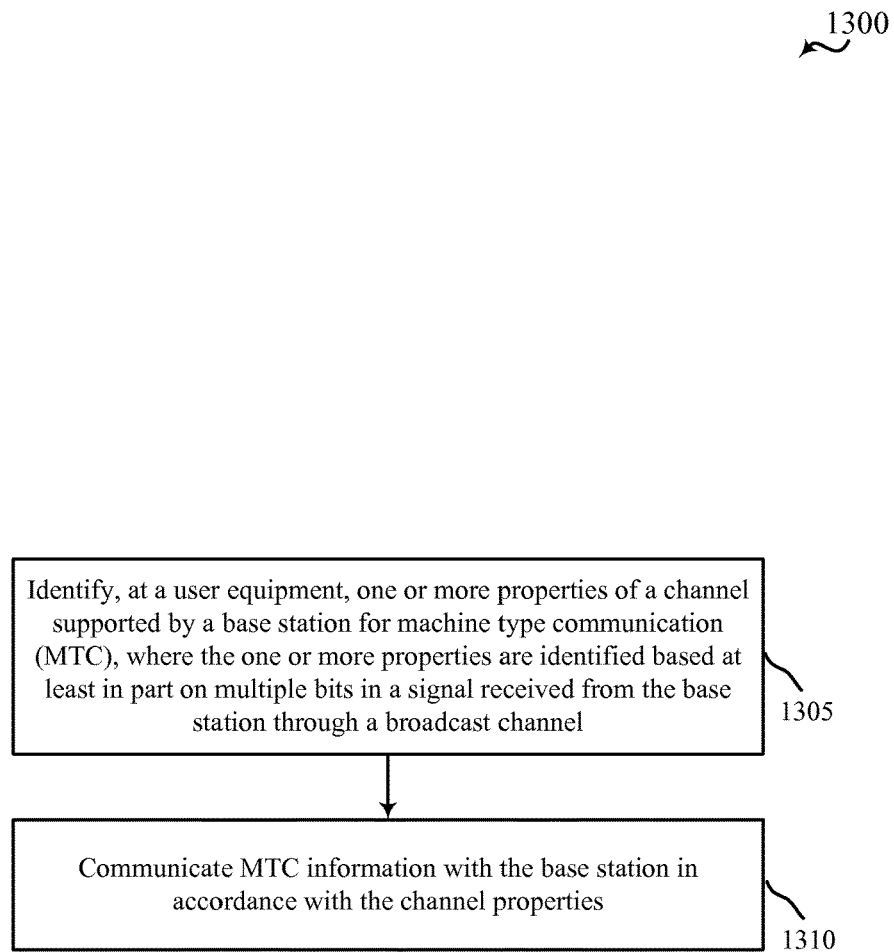 1300
Identify, at a user equipment, one or more properties of a channel
supported by a base station for machine type communication
(MTC), where the one or more properties are identified based at
least in part on multiple bits in a signal received from the base
station through a broadcast channel
1305
Communicate MTC information with the base station in
accordance with the channel properties
1310